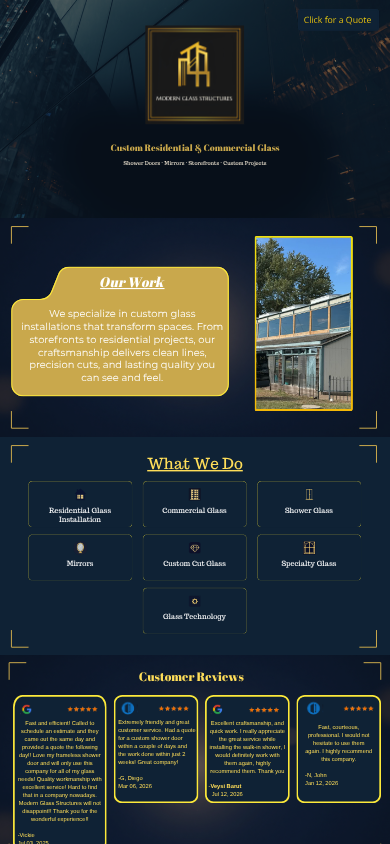 Click for a Quote
MODERN GLASS STRUCTURES
Custom Residential & Commercial Glass
Shower Doors · Mirrors · Storefronts · Custom Projects
Our Work
We specialize in custom glass
installations that transform spaces. From
storefronts to residential projects, our
craftsmanship delivers clean lines,
precision cuts, and lasting quality you
can see and feel.
What We Do
Residential Glass
Installation
Commercial Glass
Shower Glass
Mirrors
Custom Cut Glass
Specialty Glass
Glass Technology
Customer Reviews
Fast and efficient! Called to
schedule an estimate and they
came out the same day and
provided a quote the following
day!! Love my frameless shower
door and will only use this
company for all of my glass
needs! Quality workmanship with
excellent service! Hard to find
that in a company nowadays.
Modern Glass Structures will not
disappoint! Thank you for the
wonderful experience!!
-Vickie
Jul 03, 2025
Extremely friendly and great
customer service. Had a quote
for a custom shower door
within a couple of days and
the work done within just 2
weeks! Great company!
-G, Diego
Mar 06, 2026
Excellent craftsmanship, and
quick work. I really appreciate
the great service while
installing the walk-in shower, I
would definitely work with
them again, highly
recommend them. Thank you
-Veysi Barut
Jul 12, 2026
Fast, courteous,
professional. I would not
hesitate to use them
again. I highly recommend
this company.
-N, John
Jan 12, 2026